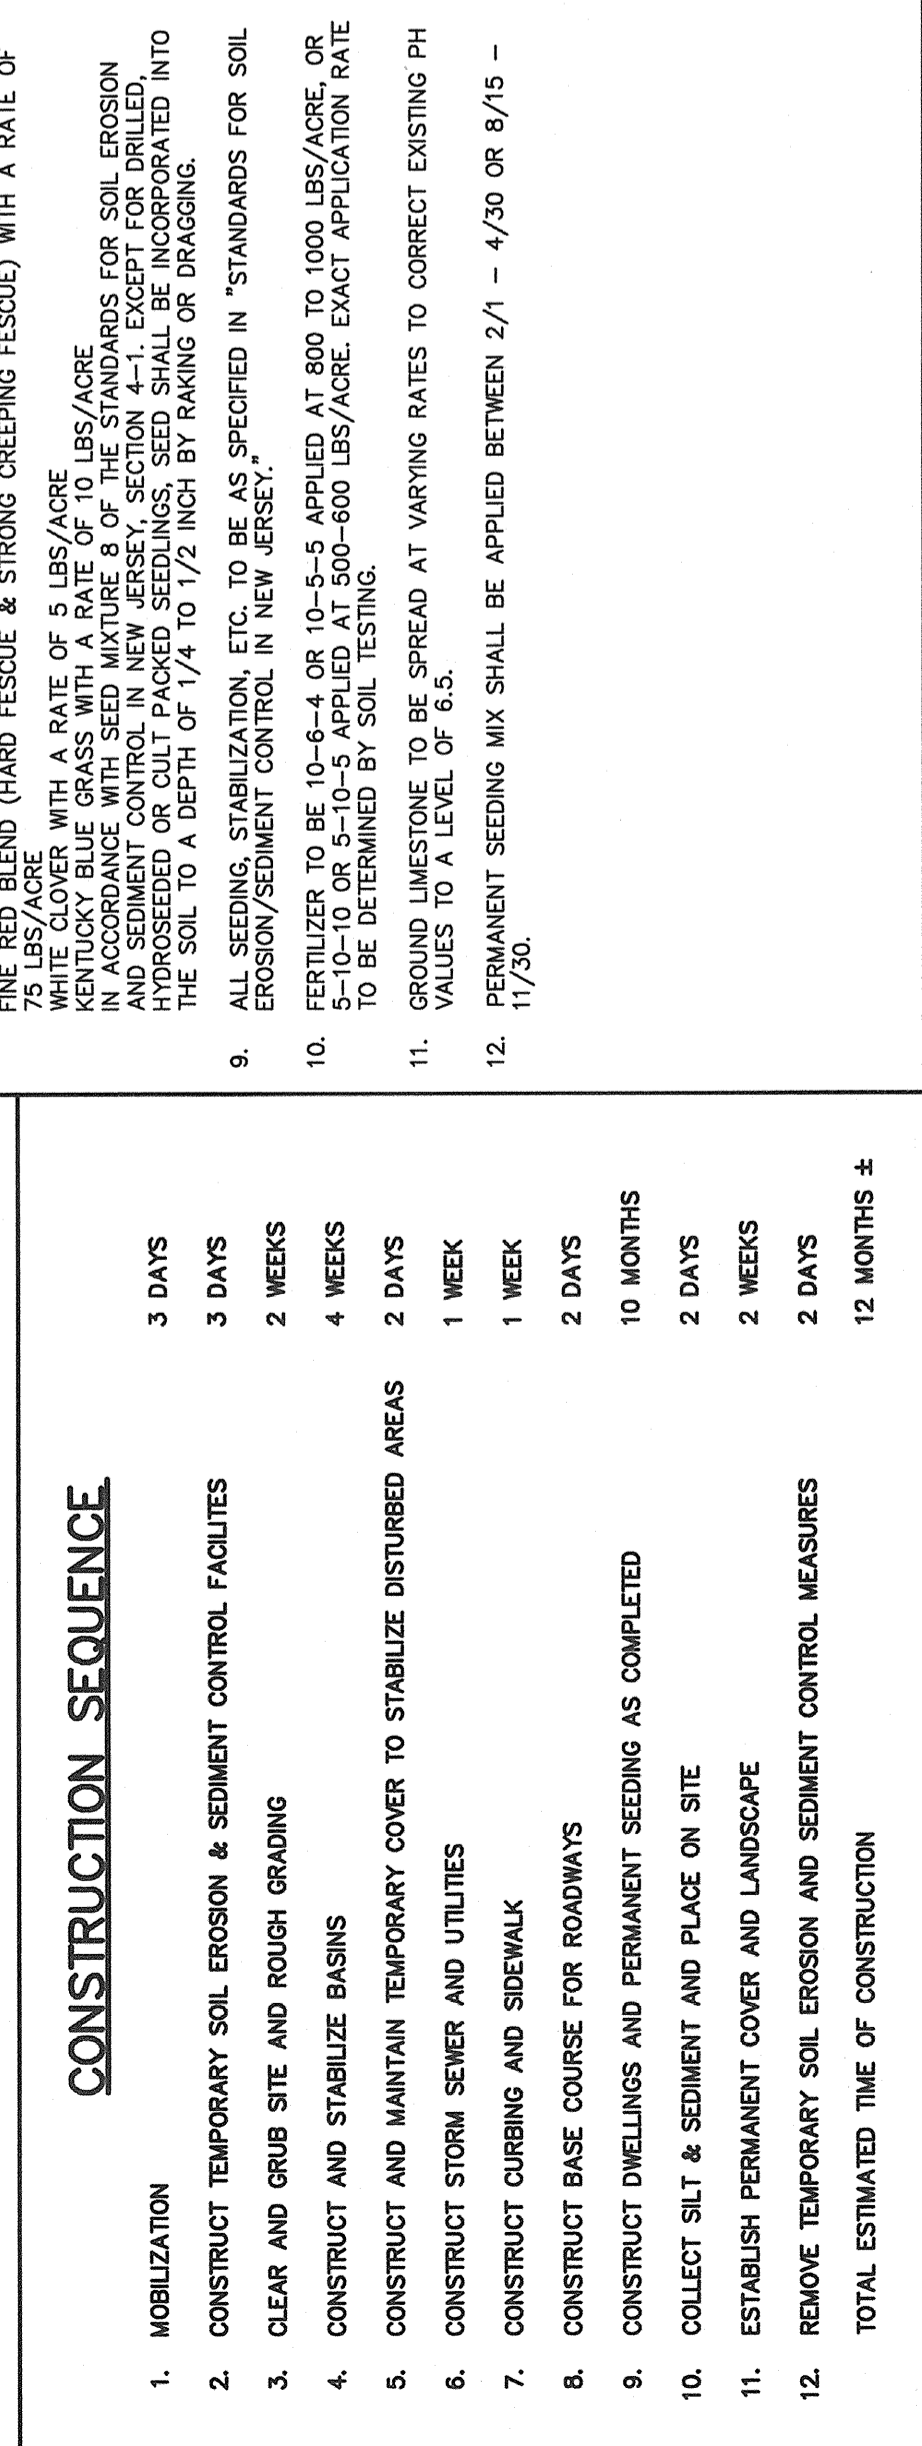 CONSTRUCTION SEQUENCE
1. MOBILIZATION 3 DAYS
2. CONSTRUCT TEMPORARY SOIL EROSION & SEDIMENT CONTROL FACILITES 3 DAYS
3. CLEAR AND GRUB SITE AND ROUGH GRADING 2 WEEKS
4. CONSTRUCT AND STABILIZE BASINS 4 WEEKS
5. CONSTRUCT AND MAINTAIN TEMPORARY COVER TO STABILIZE DISTURBED AREAS 2 DAYS
6. CONSTRUCT STORM SEWER AND UTILITIES 1 WEEK
7. CONSTRUCT CURBING AND SIDEWALK 1 WEEK
8. CONSTRUCT BASE COURSE FOR ROADWAYS 2 DAYS
9. CONSTRUCT DWELLINGS AND PERMANENT SEEDING AS COMPLETED 10 MONTHS
10. COLLECT SILT & SEDIMENT AND PLACE ON SITE 2 DAYS
11. ESTABLISH PERMANENT COVER AND LANDSCAPE 2 WEEKS
12. REMOVE TEMPORARY SOIL EROSION AND SEDIMENT CONTROL MEASURES 2 DAYS
TOTAL ESTIMATED TIME OF CONSTRUCTION 12 MONTHS ±
FINE RED BLEND (HARD FESCUE & STRONG CREEPING FESCUE) WITH A RATE OF
75 LBS/ACRE
WHITE CLOVER WITH A RATE OF 5 LBS/ACRE
KENTUCKY BLUE GRASS WITH A RATE OF 10 LBS/ACRE
IN ACCORDANCE WITH SEED MIXTURE 8 OF THE STANDARDS FOR SOIL EROSION
AND SEDIMENT CONTROL IN NEW JERSEY, SECTION 4-1. EXCEPT FOR DRILLED,
HYDROSEEDED OR CULT PACKED SEEDLINGS, SEED SHALL BE INCORPORATED INTO
THE SOIL TO A DEPTH OF 1/4 TO 1/2 INCH BY RAKING OR DRAGGING.
9. ALL SEEDING, STABILIZATION, ETC. TO BE AS SPECIFIED IN "STANDARDS FOR SOIL
EROSION/SEDIMENT CONTROL IN NEW JERSEY."
10. FERTILIZER TO BE 10-6-4 OR 10-5-5 APPLIED AT 800 TO 1000 LBS/ACRE, OR
5-10-10 OR 5-10-5 APPLIED AT 500-600 LBS/ACRE. EXACT APPLICATION RATE
TO BE DETERMINED BY SOIL TESTING.
11. GROUND LIMESTONE TO BE SPREAD AT VARYING RATES TO CORRECT EXISTING PH
VALUES TO A LEVEL OF 6.5.
12. PERMANENT SEEDING MIX SHALL BE APPLIED BETWEEN 2/1 - 4/30 OR 8/15 -
11/30.